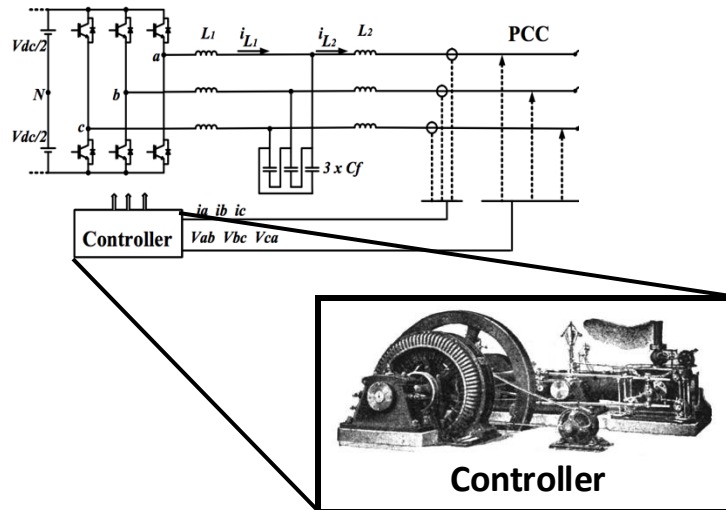 L1 iL1 iL2 L2 PCC
Vdc/2
a
N b
Vdc/2
c
3 x Cf
ia ib ic
Controller
Vab Vbc Vca
Controller